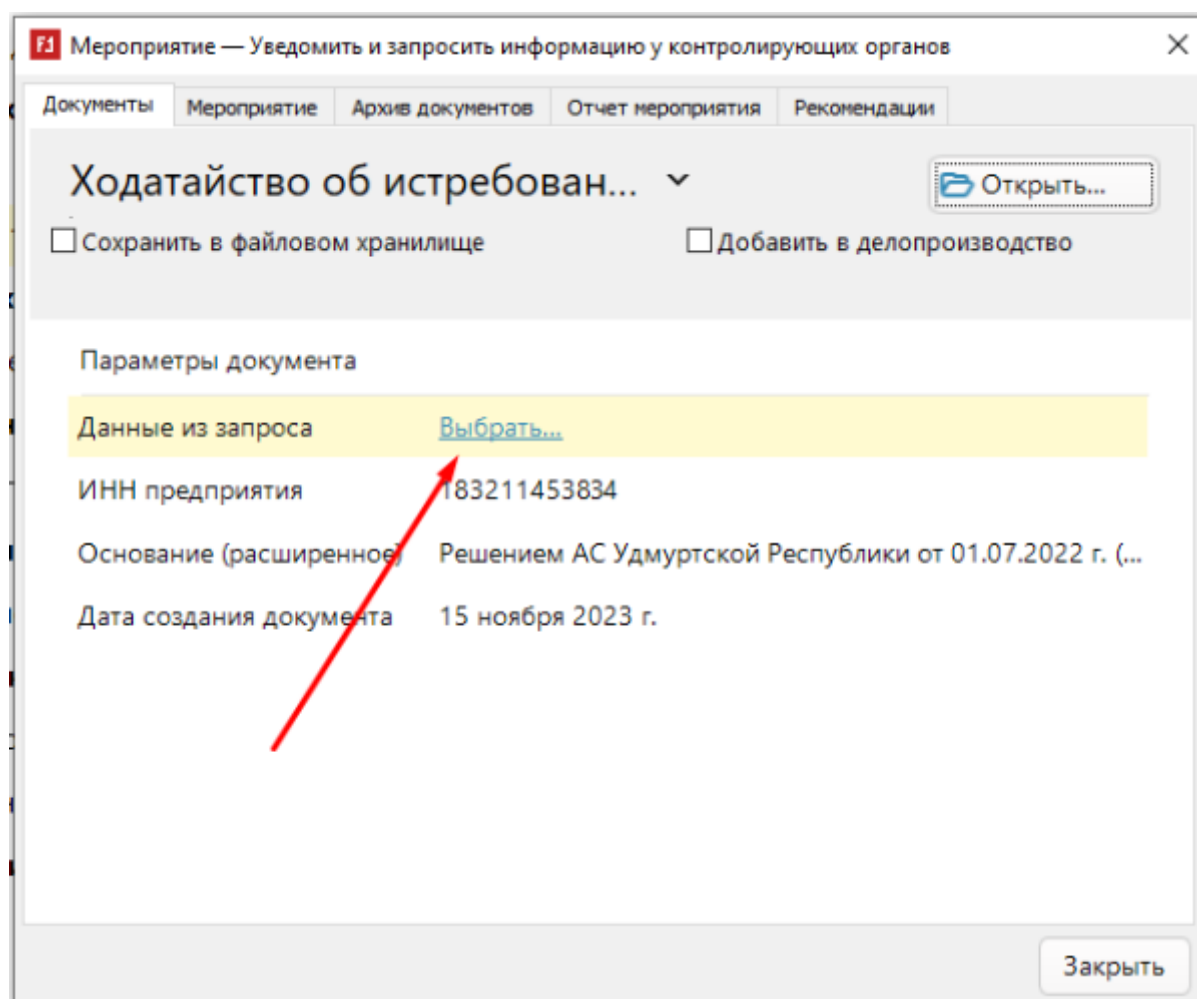 F1 Мероприятие — Уведомить и запросить информацию у контролирующих органов
Документы Мероприятие Архив документов Отчет мероприятия Рекомендации
Ходатайство об истребован... Открыть...
Сохранить в файловом хранилище Добавить в делопроизводство
Параметры документа
Данные из запроса Выбрать...
ИНН предприятия 183211453834
Основание (расширенное) Решением АС Удмуртской Республики от 01.07.2022 г. (...
Дата создания документа 15 ноября 2023 г.
Закрыть